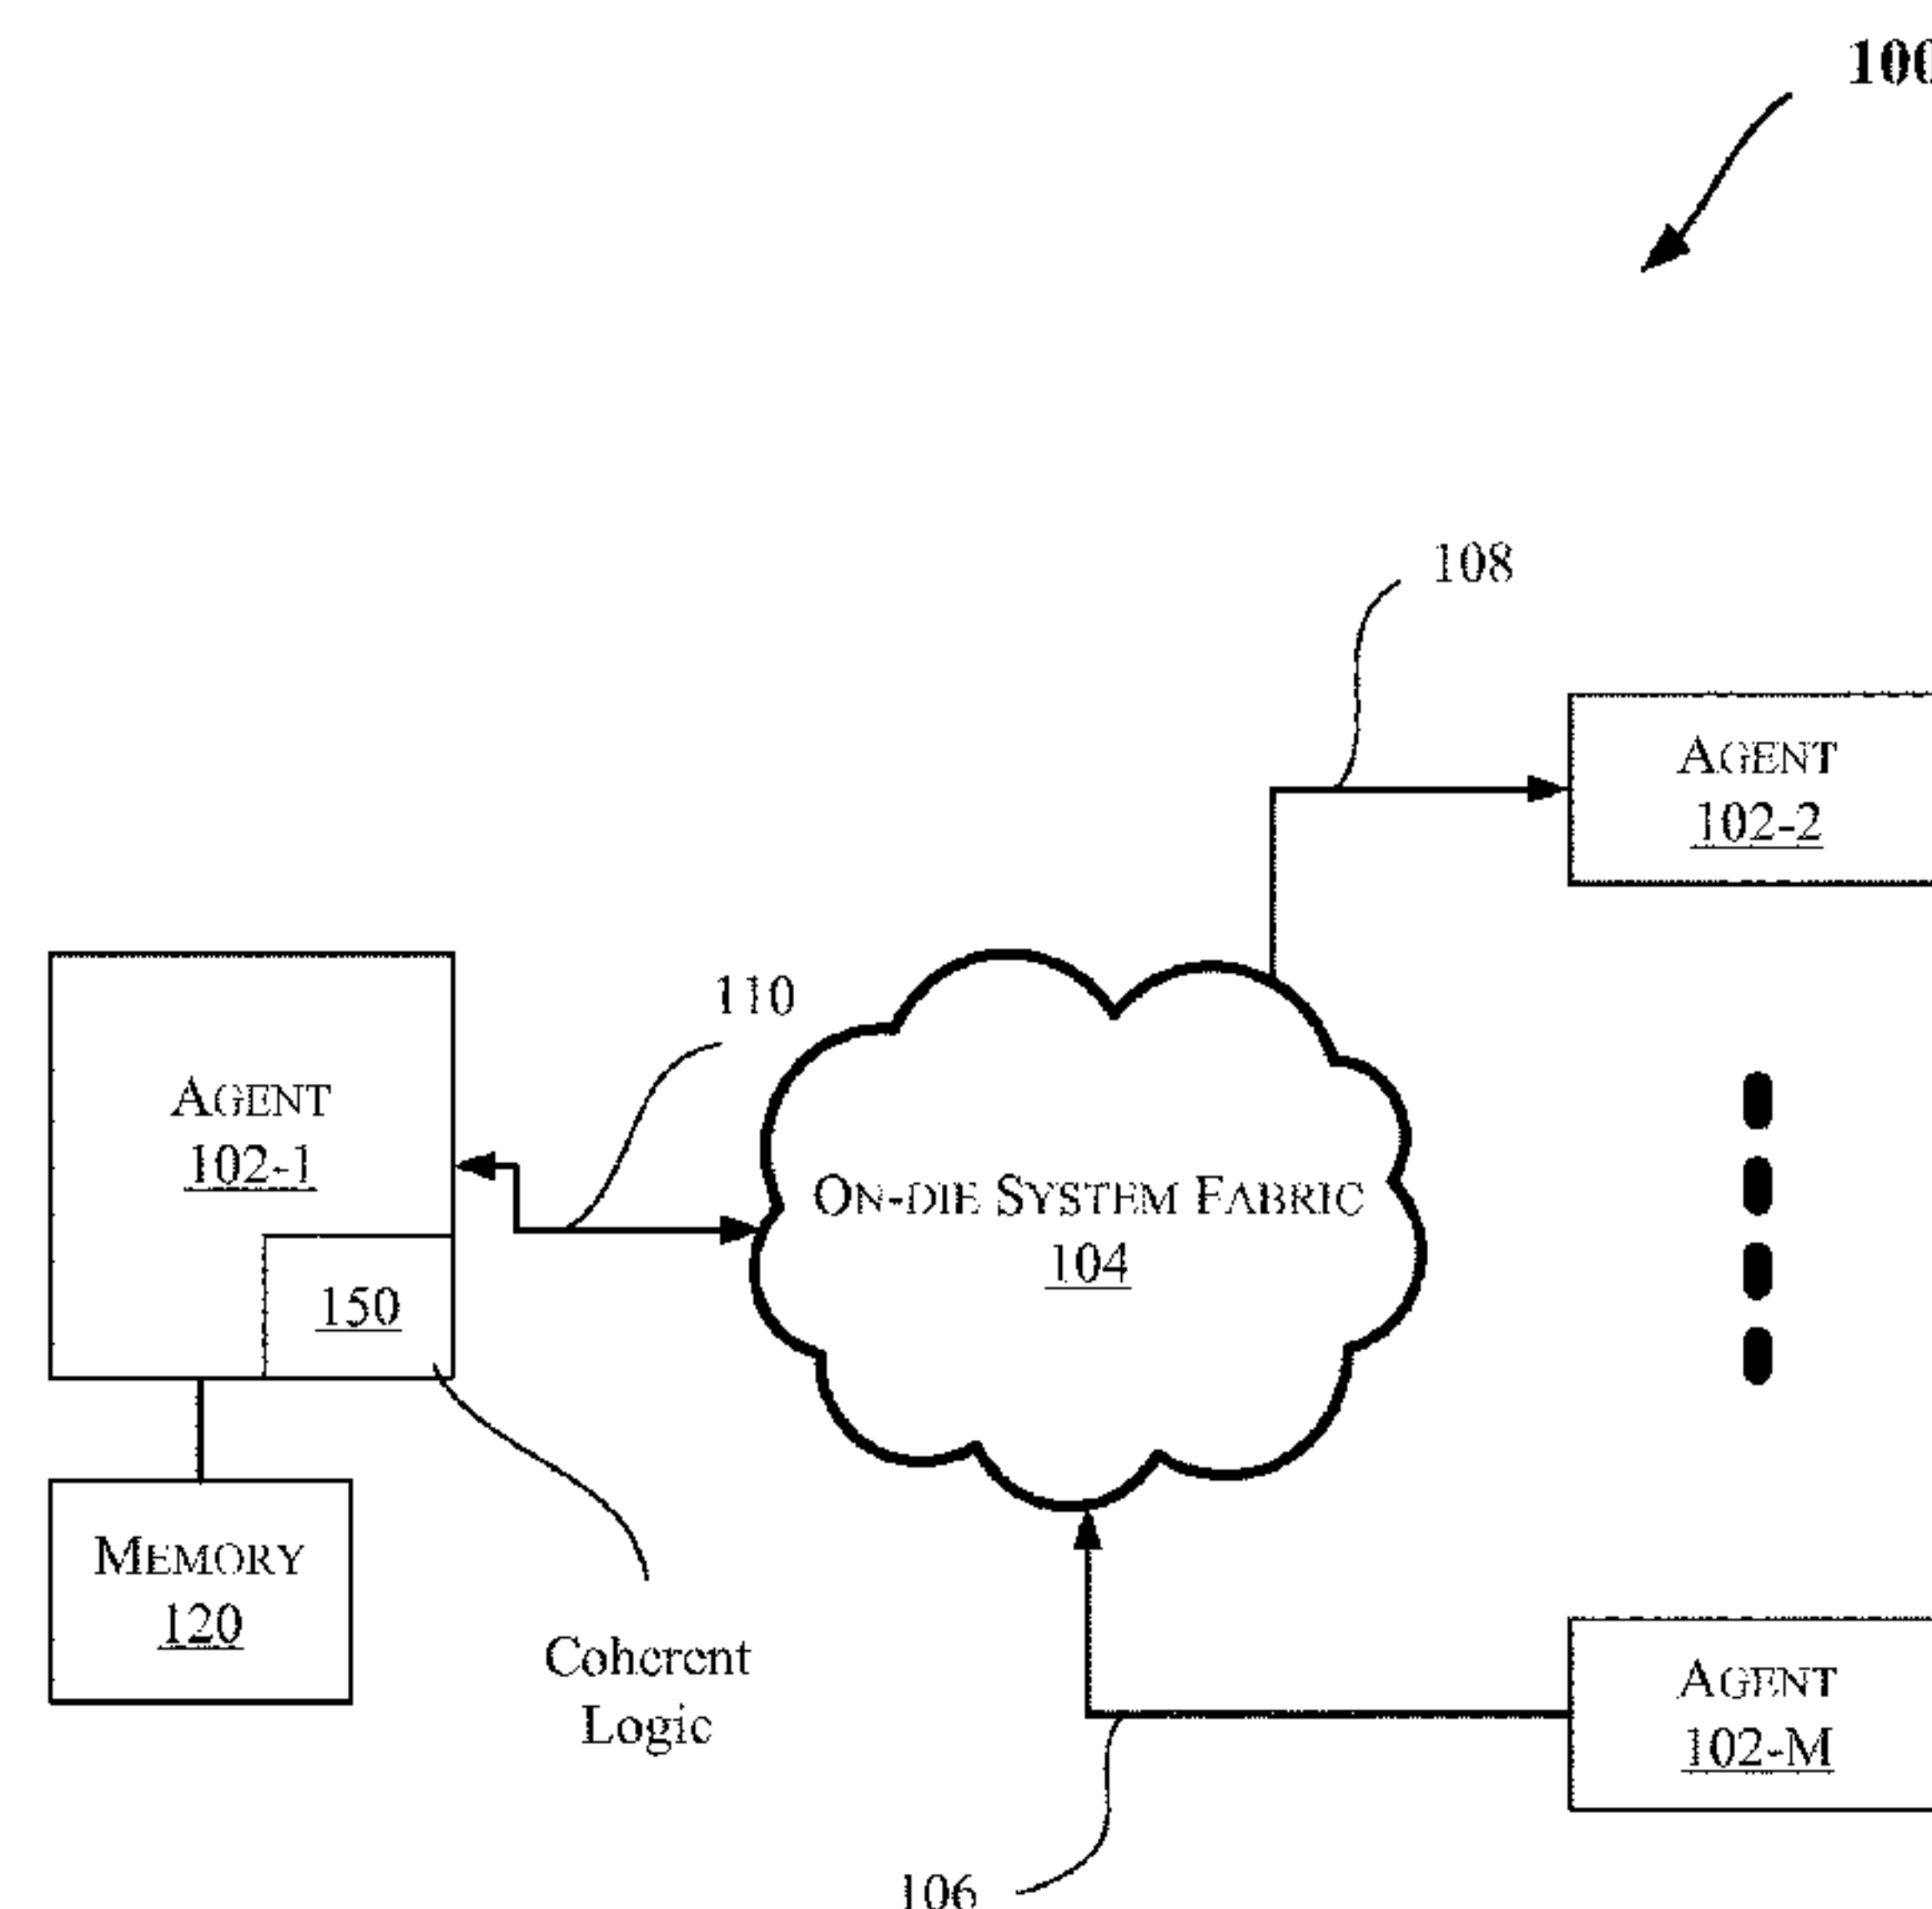 100
108
AGENT
102-2
110
AGENT
102-1
ON-DIE SYSTEM FABRIC
104
150
MEMORY
120
Coherent
Logic
AGENT
102-M
106